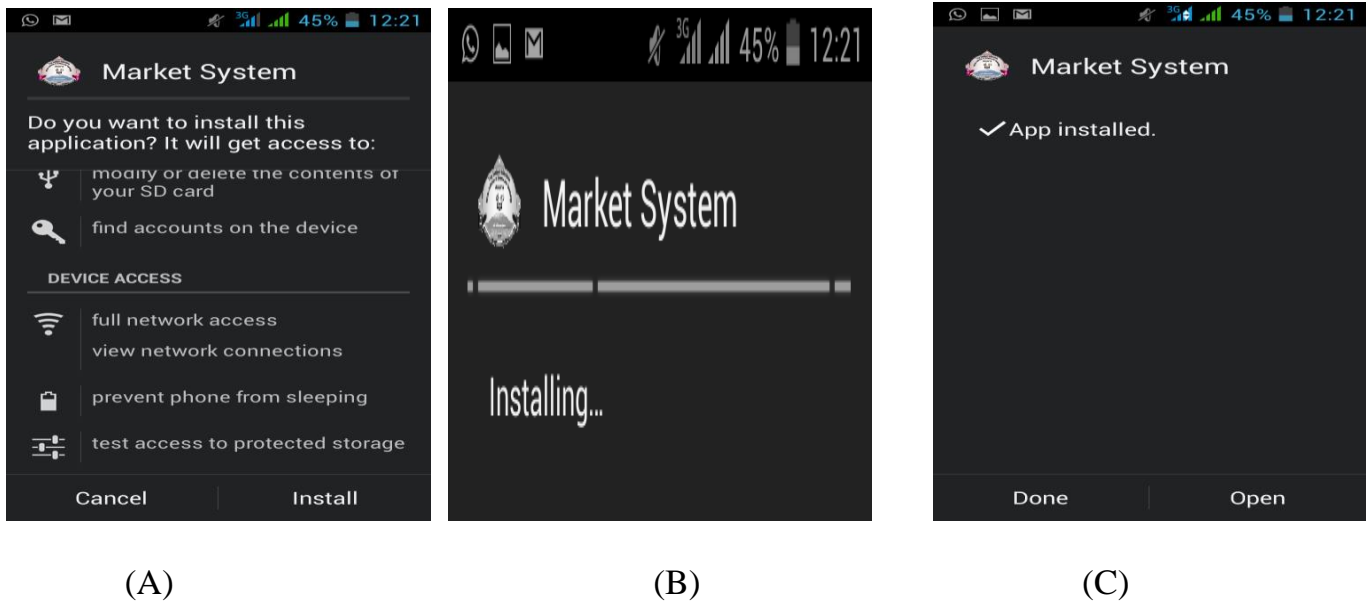 3G 45% 12:21
Market System
Do you want to install this
application? It will get access to:
modify or delete the contents of
your SD card
find accounts on the device
DEVICE ACCESS
full network access
view network connections
prevent phone from sleeping
test access to protected storage
Cancel Install
(A)
3G 45% 12:21
Market System
Installing...
(B)
3G 45% 12:21
Market System
App installed.
Done Open
(C)